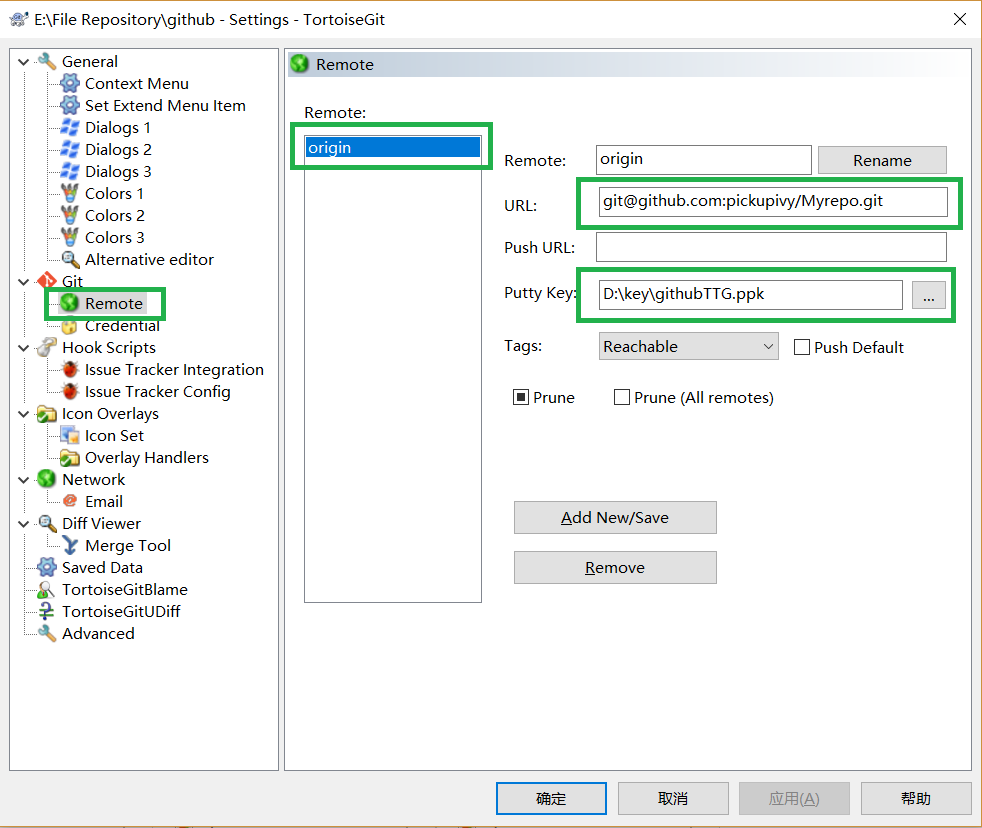 E:\File Repository\github - Settings - TortoiseGit
General
Context Menu
Set Extend Menu Item
Dialogs 1
Dialogs 2
Dialogs 3
Colors 1
Colors 2
Colors 3
Alternative editor
Git
Remote
Credential
Hook Scripts
Issue Tracker Integration
Issue Tracker Config
Icon Overlays
Icon Set
Overlay Handlers
Network
Email
Diff Viewer
Merge Tool
Saved Data
TortoiseGitBlame
TortoiseGitUDiff
Advanced
Remote
Remote:
origin
Remote: origin Rename
URL: git@github.com:pickupivy/Myrepo.git
Push URL:
Putty Key: D:\key\githubTTG.ppk ...
Tags: Reachable Push Default
Prune Prune (All remotes)
Add New/Save
Remove
确定 取消 应用(A) 帮助